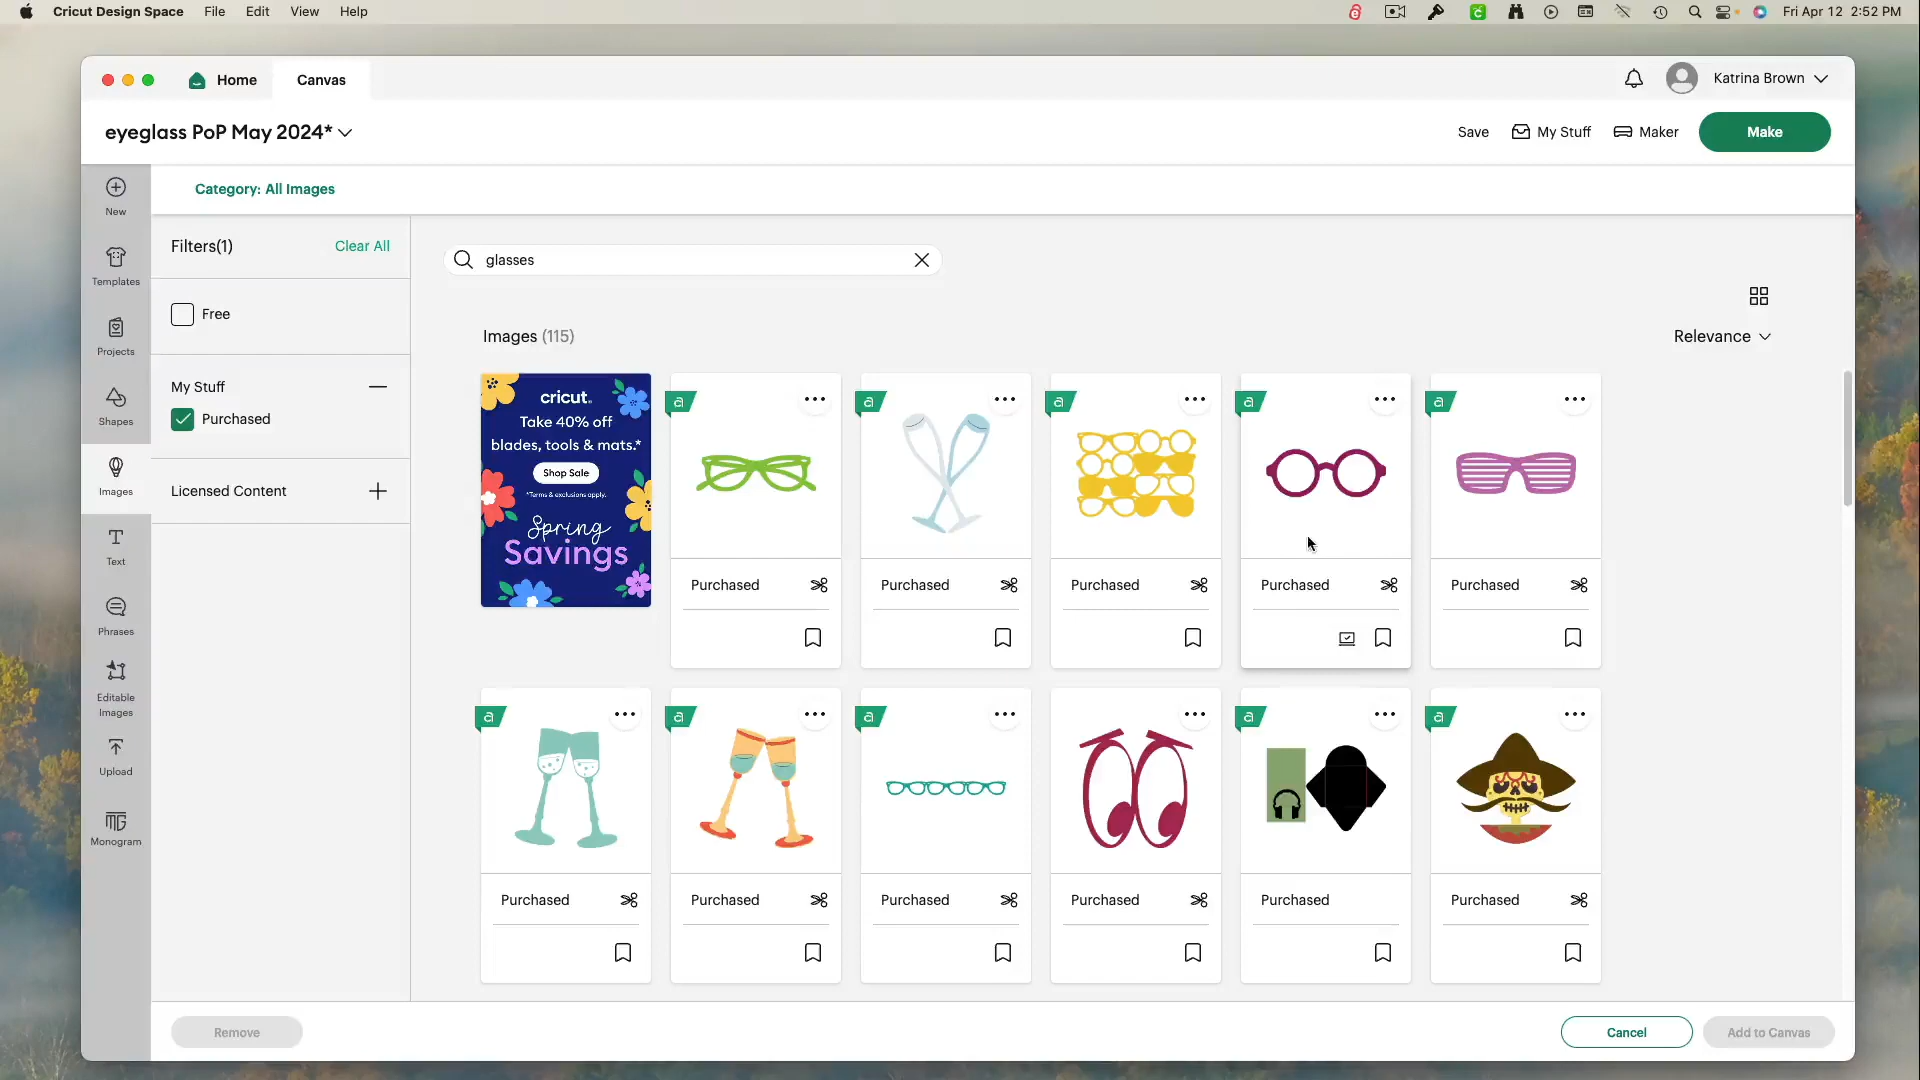 Cricut Design Space File Edit View Help
Fri Apr 12 2:52 PM
Home
Canvas
Katrina Brown
eyeglass PoP May 2024*
Save
My Stuff
Maker
Make
Category: All Images
New
Templates
Projects
Shapes
Images
Text
Phrases
Editable
Images
Upload
Monogram
Filters(1)
Clear All
Free
My Stuff
Purchased
Licensed Content
glasses
Images (115)
Relevance
cricut
Take 40% off
blades, tools & mats.*
Shop Sale
*Terms & exclusions apply.
Spring
Savings
a
a
a
a
a
Purchased
Purchased
Purchased
Purchased
Purchased
a
a
a
a
a
Purchased
Purchased
Purchased
Purchased
Purchased
Purchased
Remove
Cancel
Add to Canvas